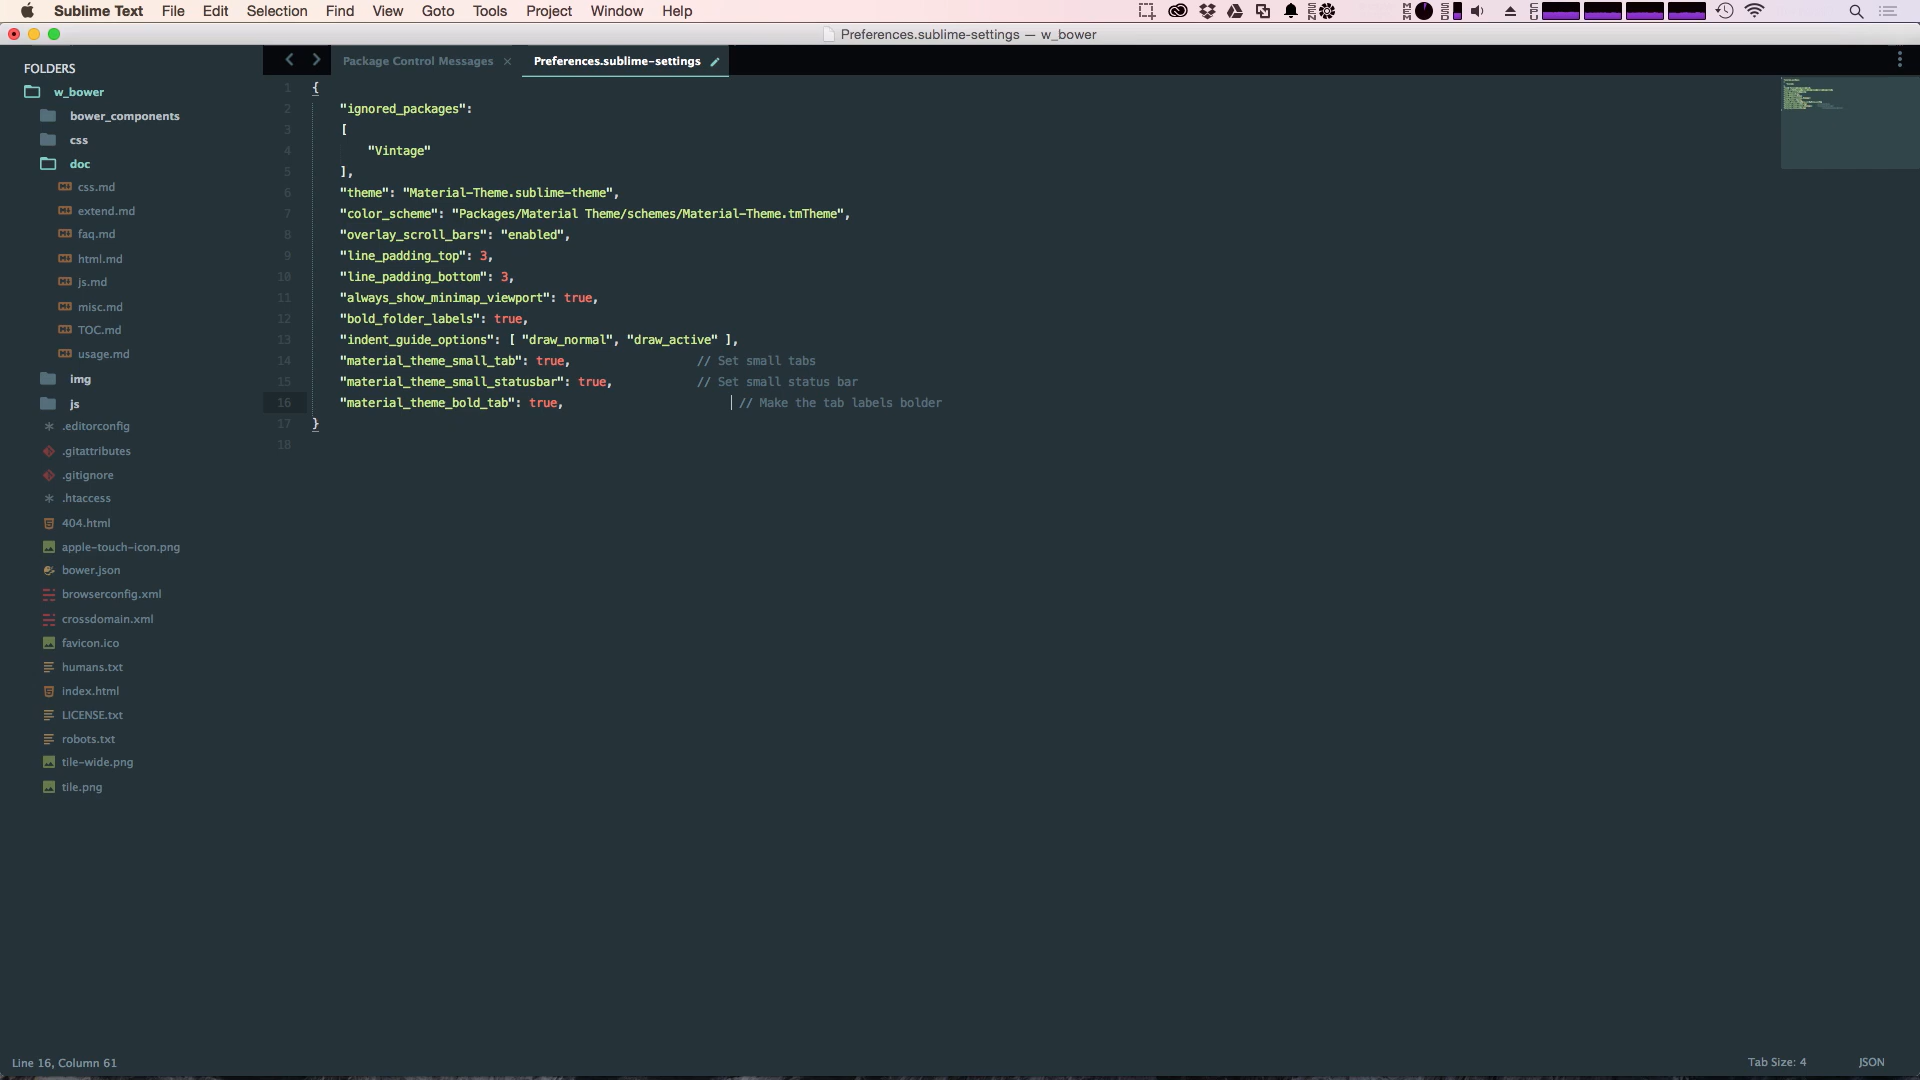 Sublime Text File Edit Selection Find View Goto Tools Project Window Help
Preferences.sublime-settings — w_bower
FOLDERS
w_bower
bower_components
css
doc
css.md
extend.md
faq.md
html.md
js.md
misc.md
TOC.md
usage.md
img
js
.editorconfig
.gitattributes
.gitignore
.htaccess
404.html
apple-touch-icon.png
bower.json
browserconfig.xml
crossdomain.xml
favicon.ico
humans.txt
index.html
LICENSE.txt
robots.txt
tile-wide.png
tile.png
Package Control Messages × Preferences.sublime-settings
1 {
2 "ignored_packages":
3 [
4 "Vintage"
5 ],
6 "theme": "Material-Theme.sublime-theme",
7 "color_scheme": "Packages/Material Theme/schemes/Material-Theme.tmTheme",
8 "overlay_scroll_bars": "enabled",
9 "line_padding_top": 3,
10 "line_padding_bottom": 3,
11 "always_show_minimap_viewport": true,
12 "bold_folder_labels": true,
13 "indent_guide_options": [ "draw_normal", "draw_active" ],
14 "material_theme_small_tab": true, // Set small tabs
15 "material_theme_small_statusbar": true, // Set small status bar
16 "material_theme_bold_tab": true, // Make the tab labels bolder
17 }
18
Line 16, Column 61
Tab Size: 4 JSON